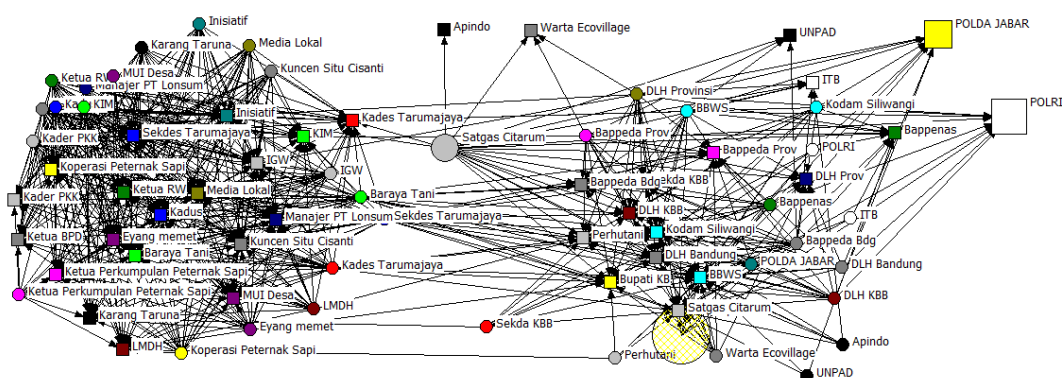 Inisiatif
Apindo
Warta Ecovillage
UNPAD
POLDA JABAR
Karang Taruna
Media Lokal
MUI Desa
Kuncen Situ Cisanti
Ketua RW
Manajer PT Lonsum
ITB
DLH Provinsi
KIM
Inisiatif
Kades Tarumajaya
BBWS
Kodam Siliwangi
POLRI
Kader PKK
Sekdes Tarumajaya
KIM
Satgas Citarum
Bappeda Prov
Bappenas
Koperasi Peternak Sapi
IGW
IGW
Bappeda Prov
POLRI
DLH Prov
Kader PKK
Ketua RW
Media Lokal
Baraya Tani
Bappeda Bdg
Sekda KBB
Bappenas
Kadus
Manajer PT Lonsum
Sekdes Tarumajaya
DLH KBB
ITB
Ketua BPD
Eyang memet
Kuncen Situ Cisanti
Perhutani
Kodam Siliwangi
Bappeda Bdg
Baraya Tani
DLH Bandung
POLDA JABAR
DLH Bandung
Ketua Perkumpulan Peternak Sapi
Kades Tarumajaya
Bupati KB
BBWS
Ketua Perkumpulan Peternak Sapi
MUI Desa
LMDH
DLH KBB
Karang Taruna
Eyang memet
Sekda KBB
Satgas Citarum
LMDH
Koperasi Peternak Sapi
Perhutani
Warta Ecovillage
Apindo
UNPAD